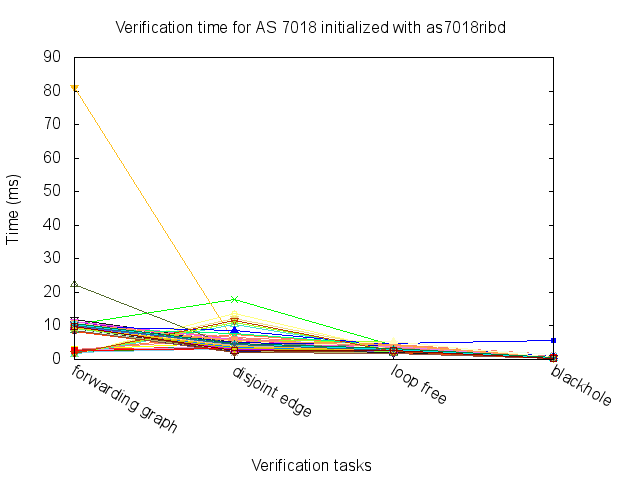 Verification time for AS 7018 initialized with as7018ribd
90
80
70
60
50
40
30
20
10
0
Time (ms)
forwarding graph
disjoint edge
loop free
blackhole
Verification tasks